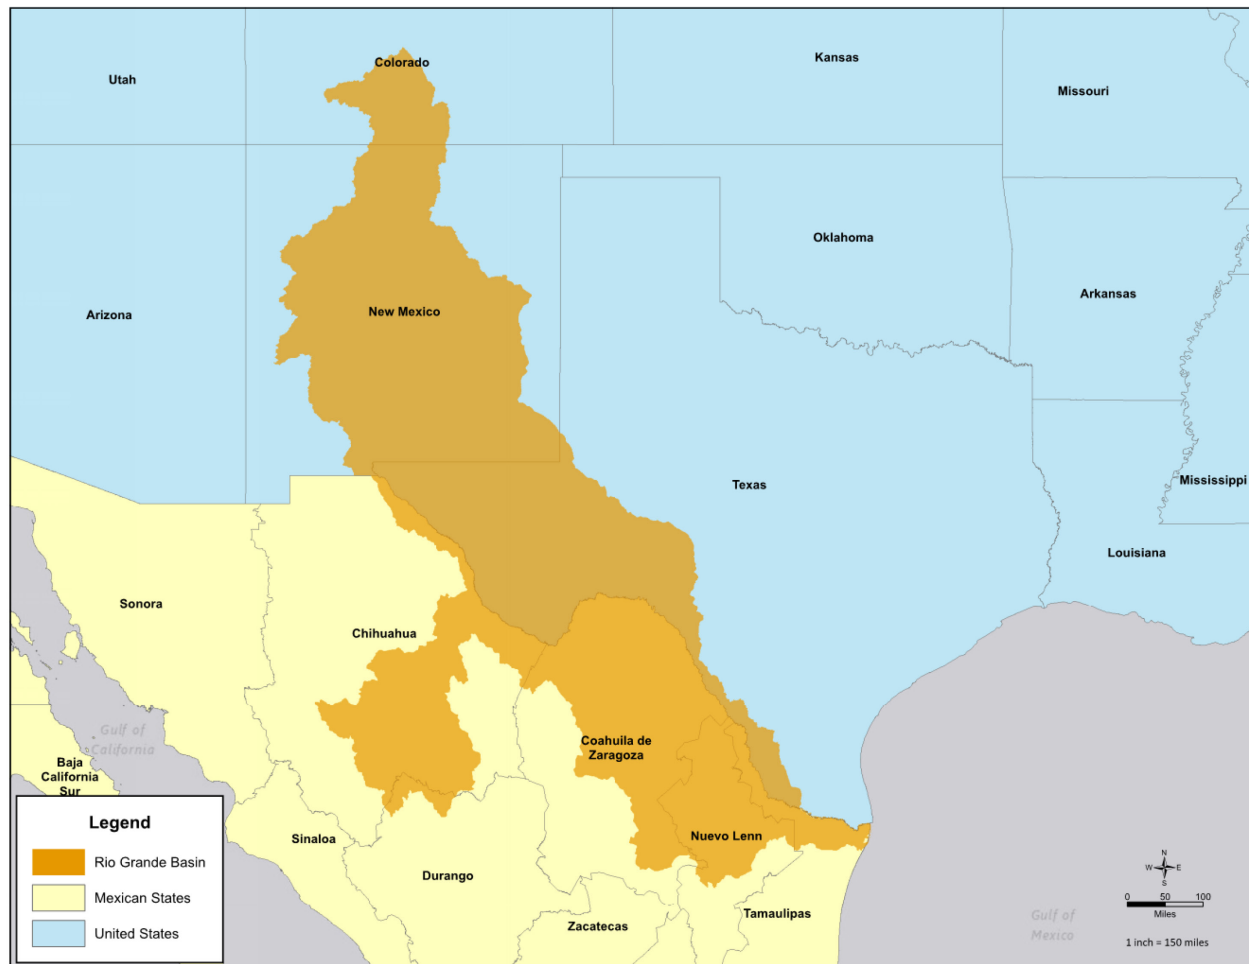 Colorado
Kansas
Utah
Missouri
Oklahoma
Arkansas
New Mexico
Arizona
Mississippi
Texas
Louisiana
Sonora
Chihuahua
Gulf of
California
Coahuila de
Zaragoza
Baja
California
Sur
Legend
Rio Grande Basin
Mexican States
United States
Sinaloa
Nuevo Lenn
Durango
Tamaulipas
Zacatecas
Gulf of
Mexico
N
W E
S
0 50 100
Miles
1 inch = 150 miles